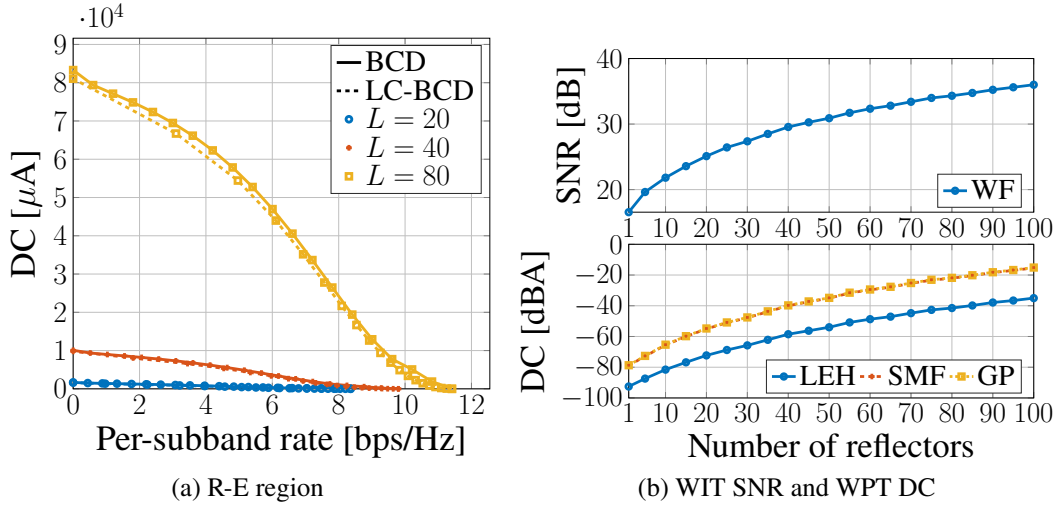 ·10⁴
DC [μA]
9
8
7
6
5
4
3
2
1
0
0 2 4 6 8 10 12
Per-subband rate [bps/Hz]
BCD
LC-BCD
L = 20
L = 40
L = 80
(a) R-E region
SNR [dB]
40
30
20
1 10 20 30 40 50 60 70 80 90 100
WF
DC [dBA]
0
−20
−40
−60
−80
−100
1 10 20 30 40 50 60 70 80 90 100
LEH SMF GP
Number of reflectors
(b) WIT SNR and WPT DC